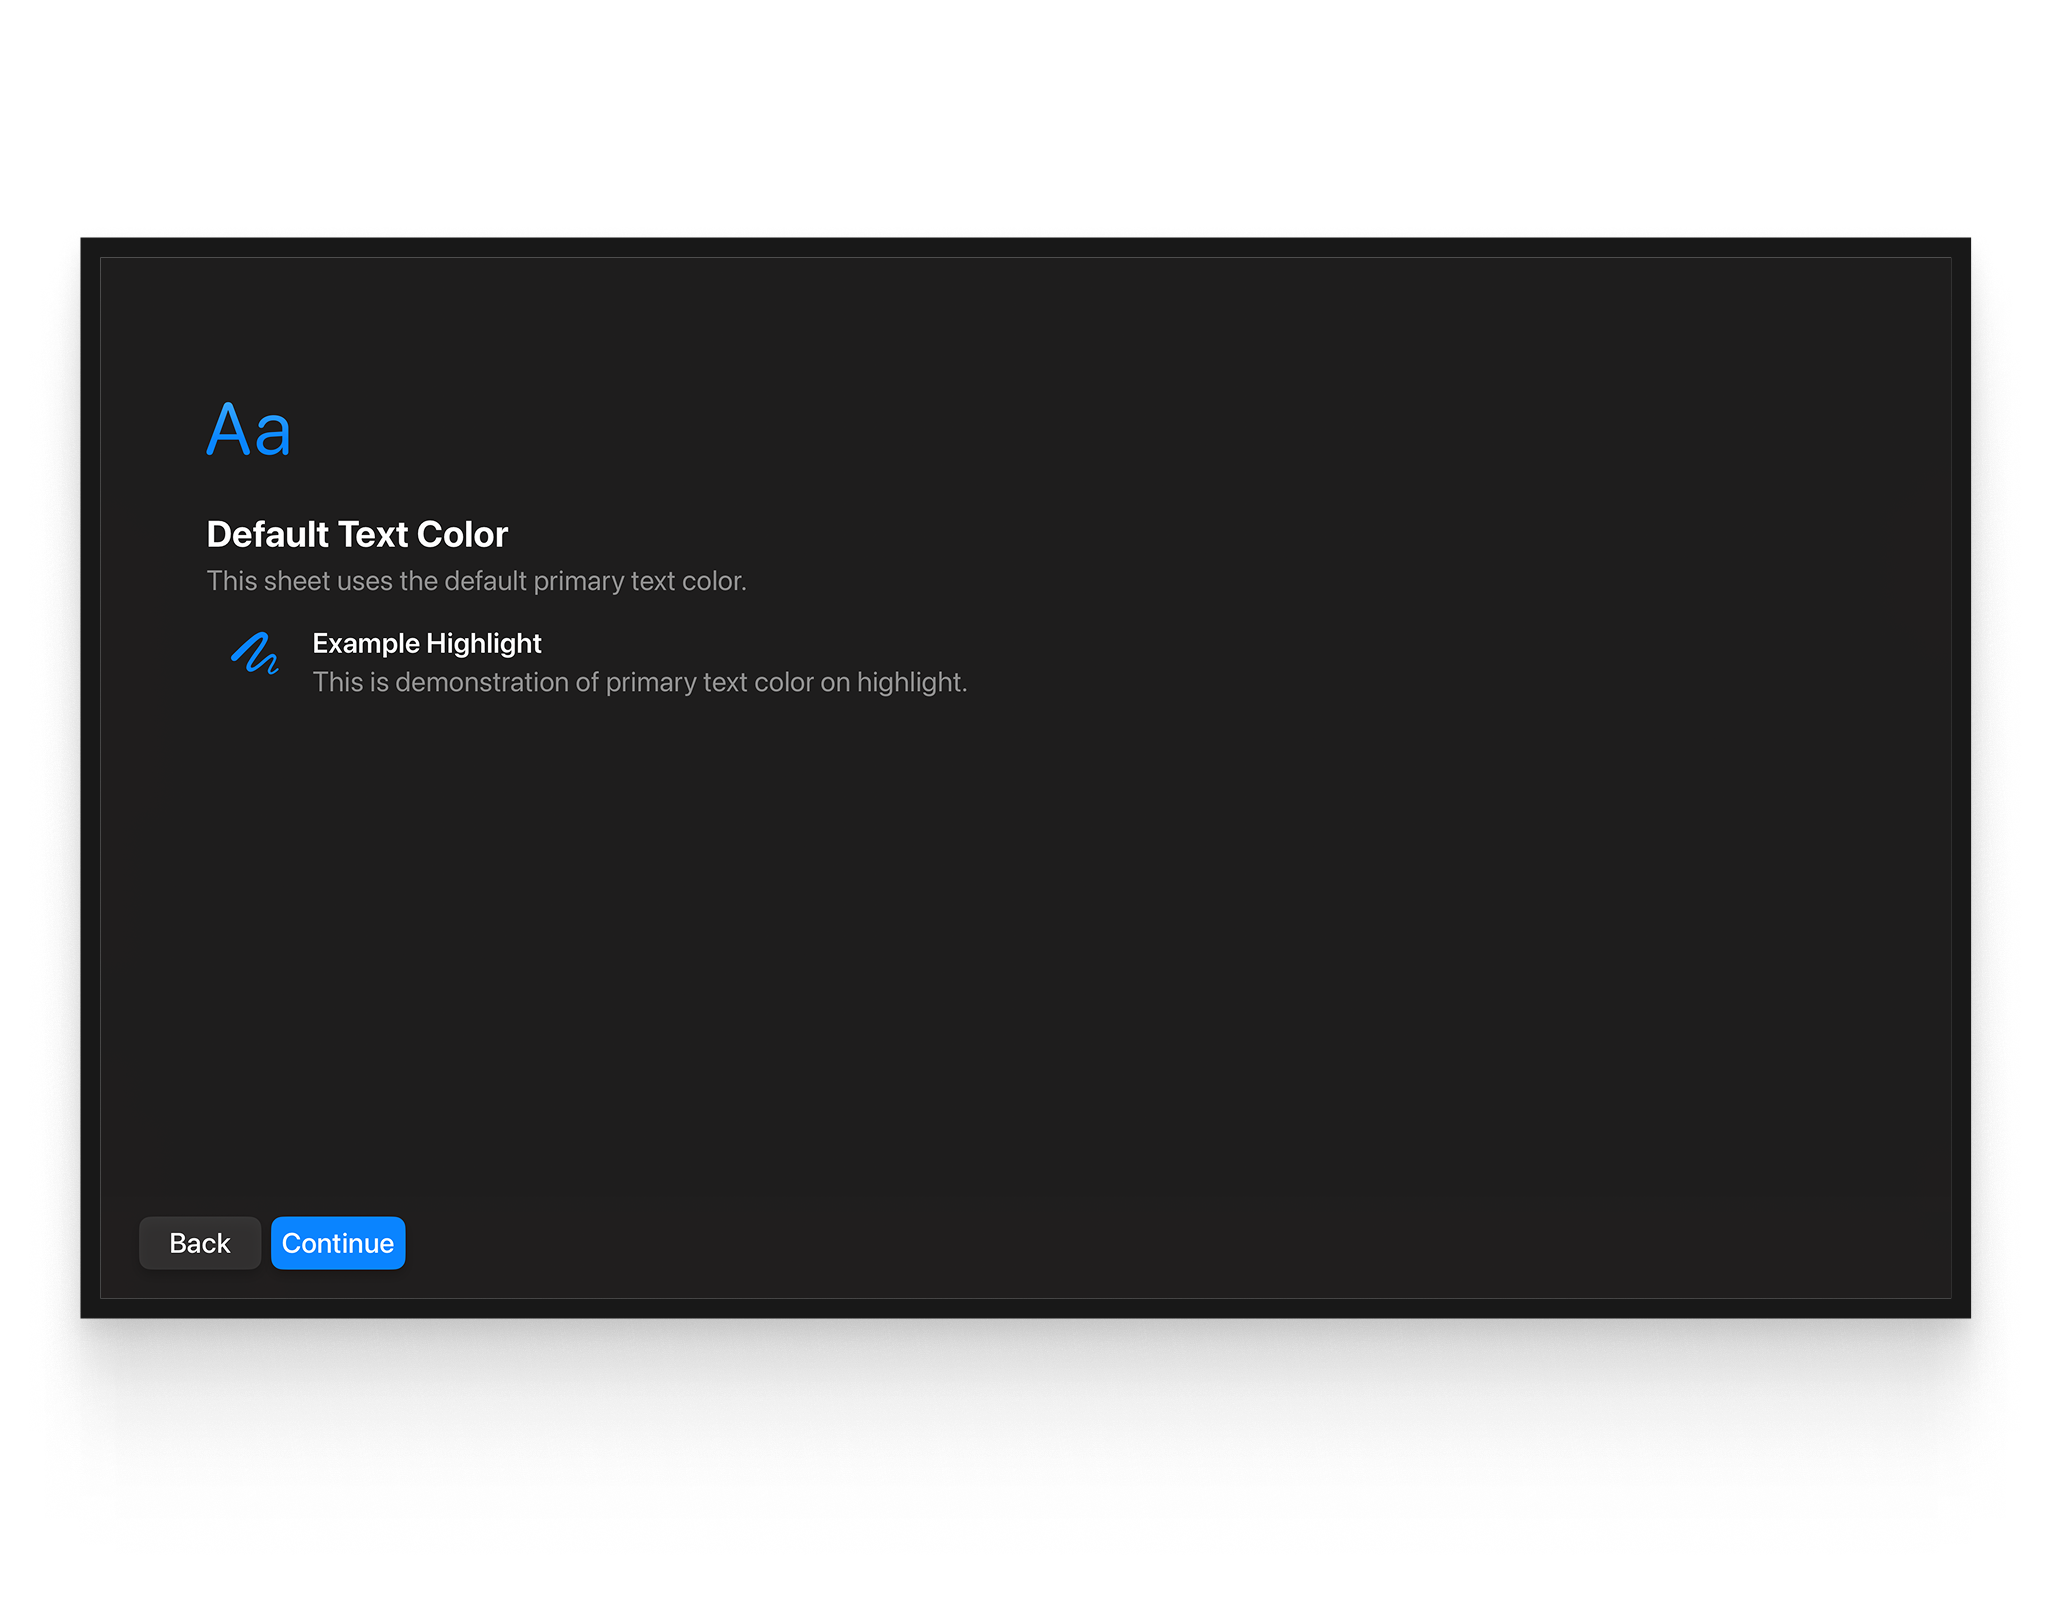 Aa
Default Text Color
This sheet uses the default primary text color.
Example Highlight
This is demonstration of primary text color on highlight.
Back Continue